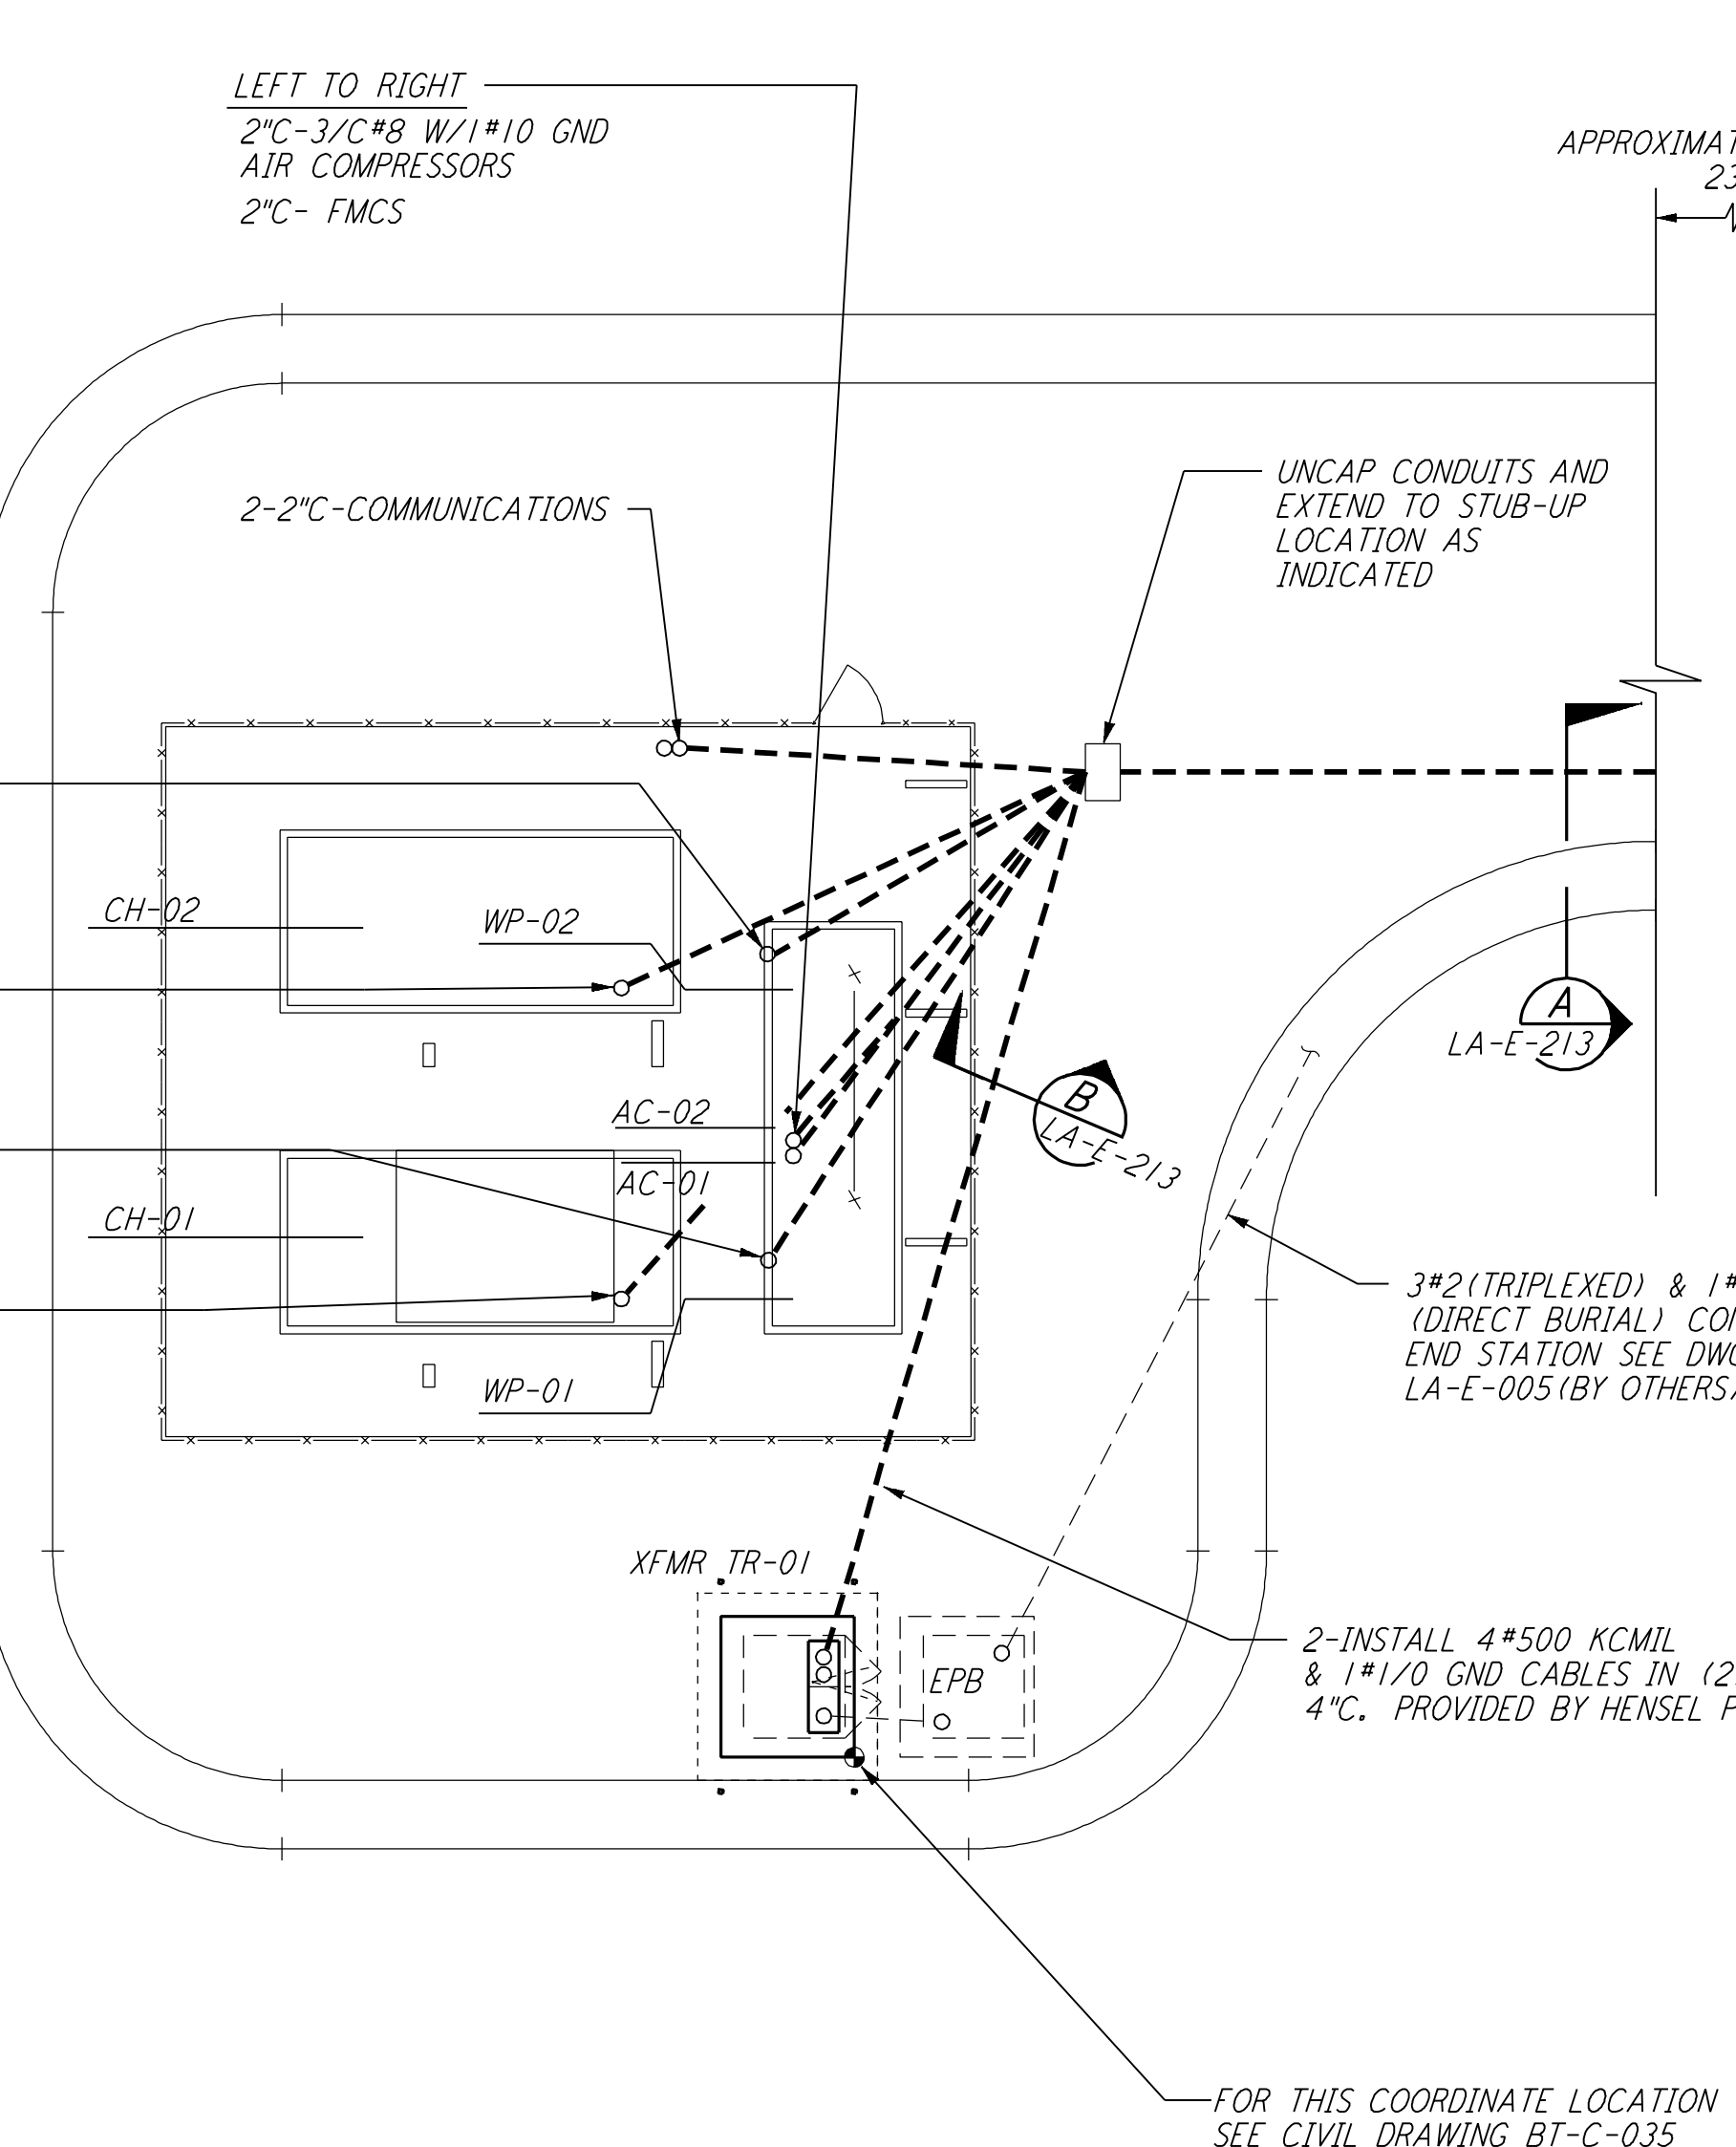 LEFT TO RIGHT
2"C-3/C#8 W/1#10 GND
AIR COMPRESSORS
2"C- FMCS
2-2"C-COMMUNICATIONS
UNCAP CONDUITS AND
EXTEND TO STUB-UP
LOCATION AS
INDICATED
CH-02
WP-02
A
LA-E-213
B
LA-E-213
AC-02
AC-01
CH-01
WP-01
3#2(TRIPLEXED) & 1#
(DIRECT BURIAL)
END STATION SEE
LA-E-005(BY OTHERS)
XFMR TR-01
EPB
2-INSTALL 4#500 KCMIL
& 1#1/0 GND CABLES IN (2
4"C. PROVIDED BY HENSEL P
FOR THIS COORDINATE LOCATION
SEE CIVIL DRAWING BT-C-035